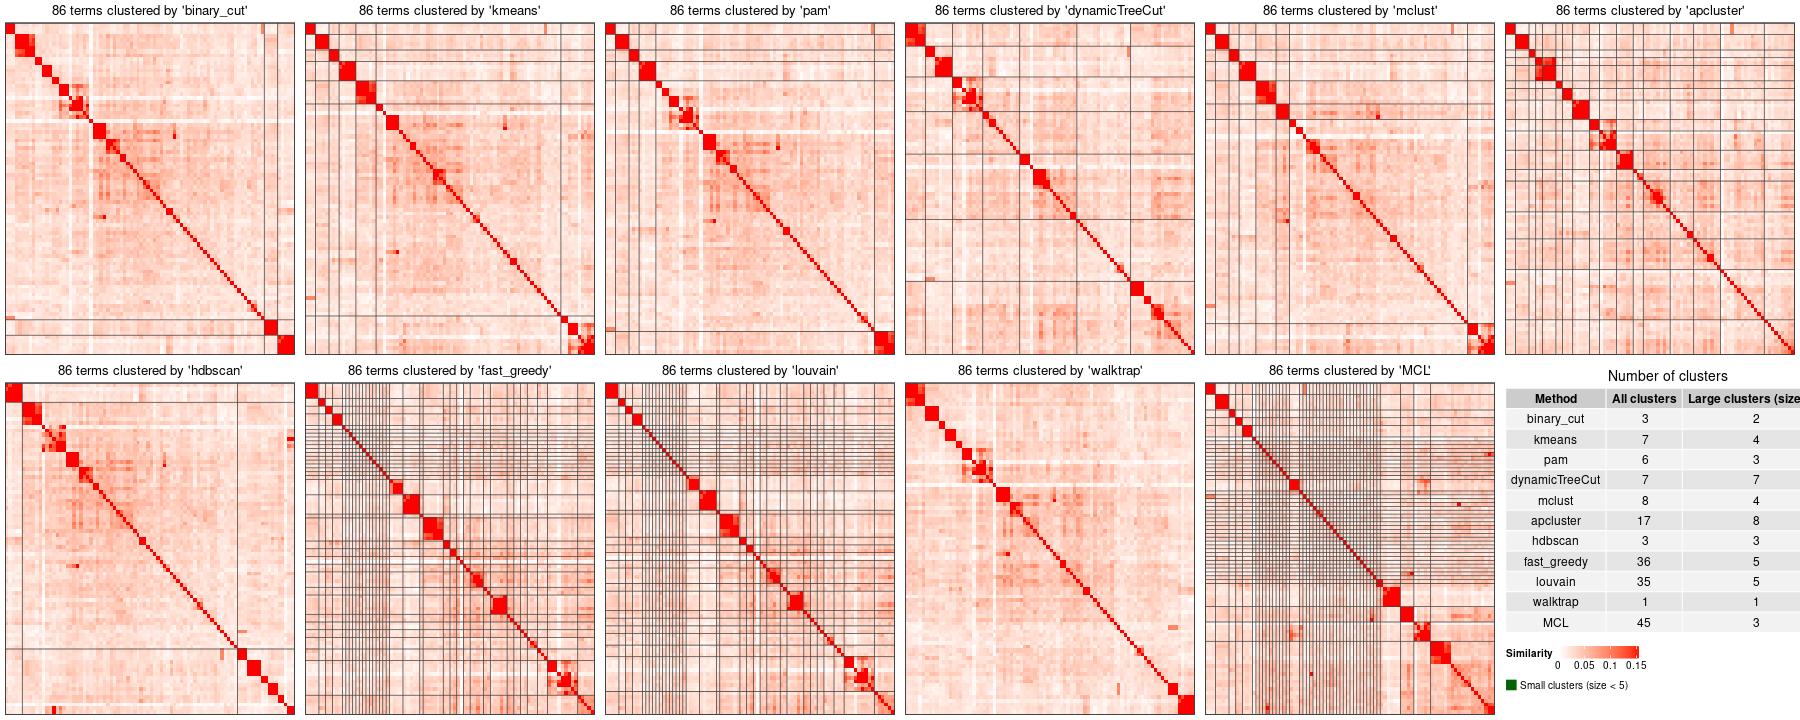 86 terms clustered by 'binary_cut'
86 terms clustered by 'kmeans'
86 terms clustered by 'pam'
86 terms clustered by 'dynamicTreeCut'
86 terms clustered by 'mclust'
86 terms clustered by 'apcluster'
86 terms clustered by 'hdbscan'
86 terms clustered by 'fast_greedy'
86 terms clustered by 'louvain'
86 terms clustered by 'walktrap'
86 terms clustered by 'MCL'
Number of clusters
Method All clusters Large clusters (size
binary_cut 3 2
kmeans 7 4
pam 6 3
dynamicTreeCut 7 7
mclust 8 4
apcluster 17 8
hdbscan 3 3
fast_greedy 36 5
louvain 35 5
walktrap 1 1
MCL 45 3
Similarity
0 0.05 0.1 0.15
Small clusters (size < 5)